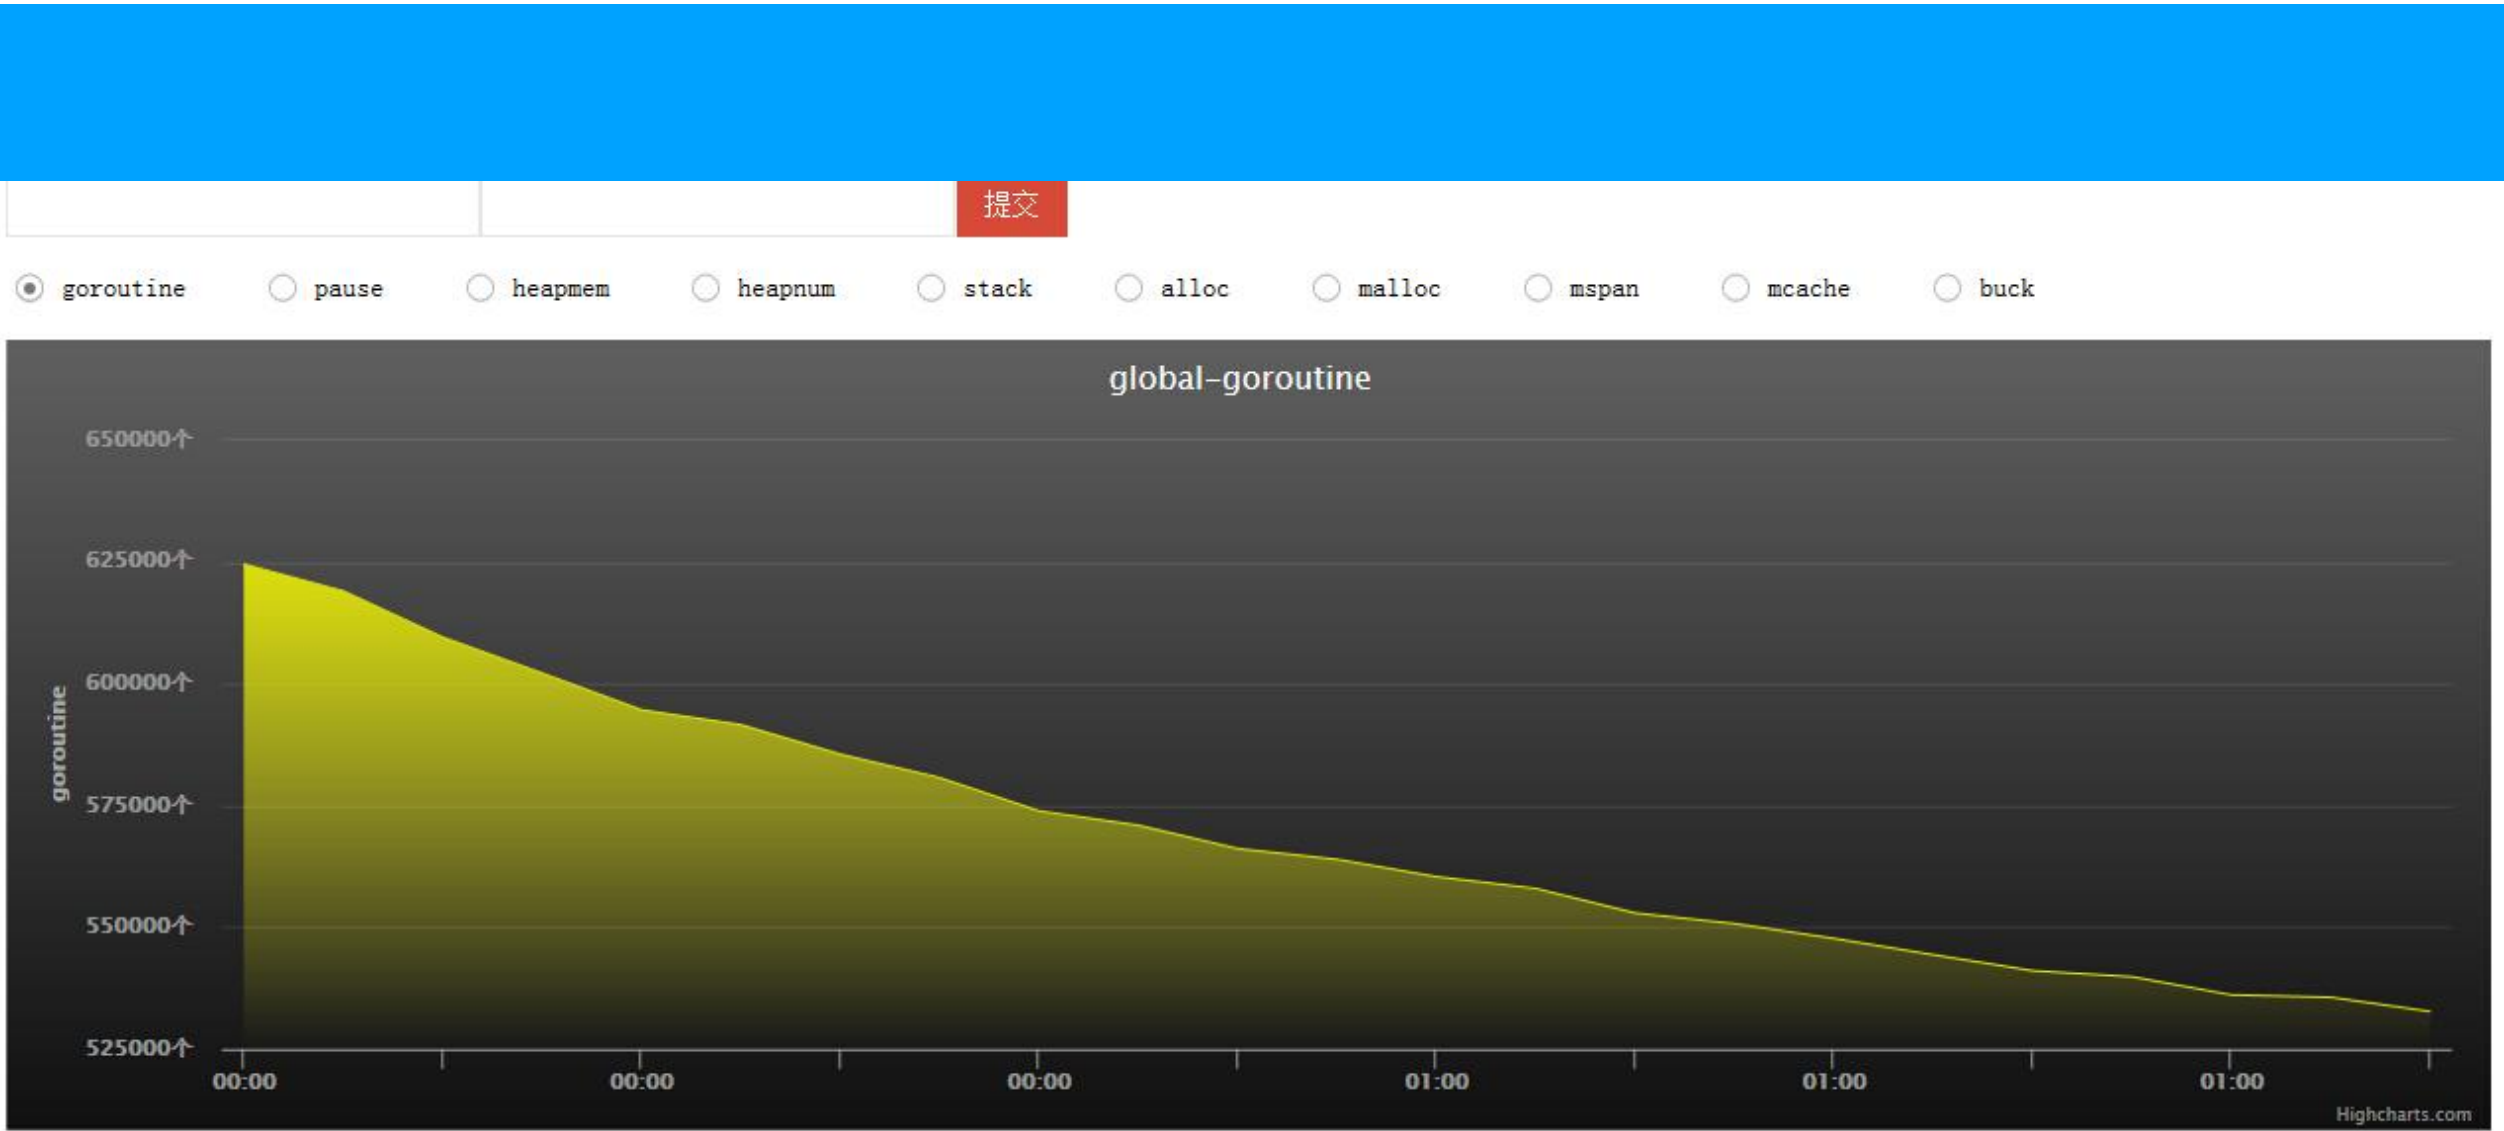 提交
goroutine pause heapmem heapnum stack alloc malloc mspan mcache buck
global-goroutine
650000个
625000个
600000个
575000个
550000个
525000个
goroutine
00:00 00:00 00:00 01:00 01:00 01:00
Highcharts.com